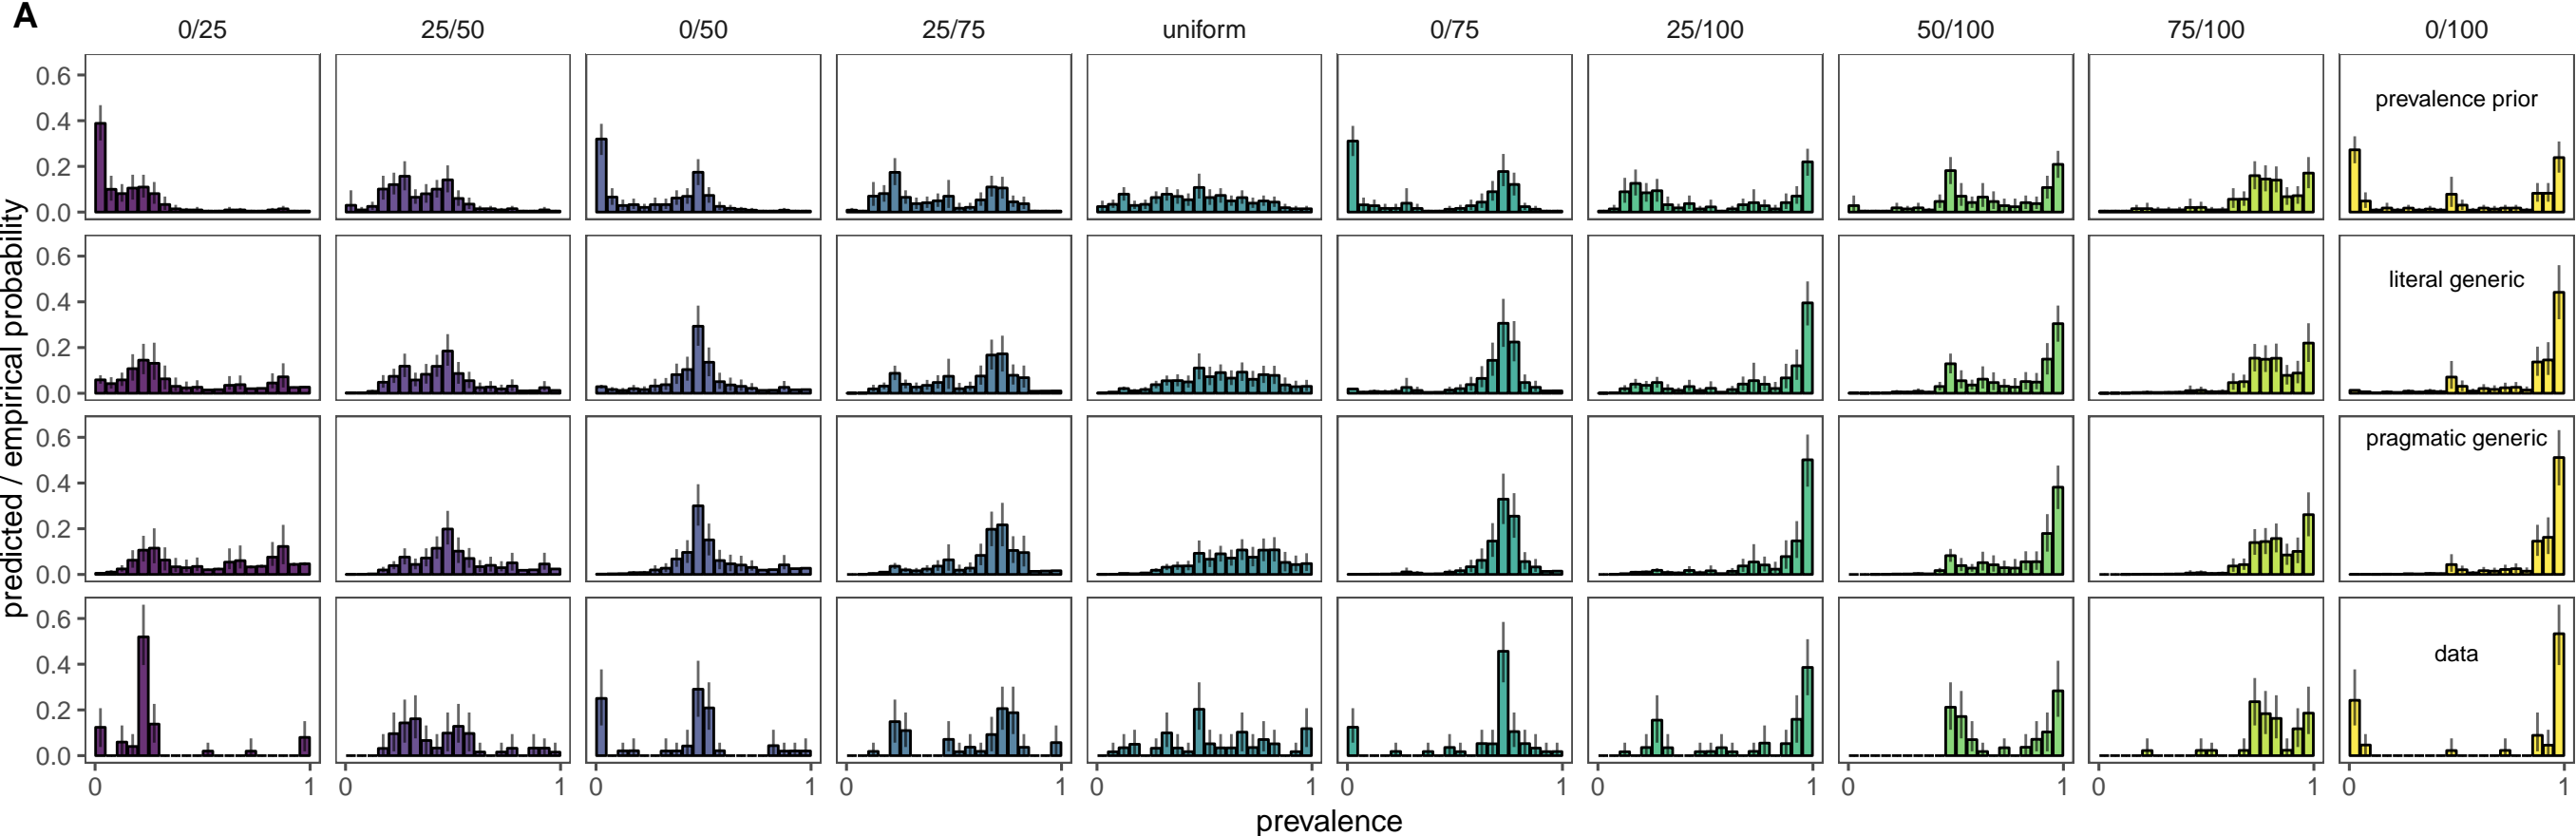 A
0/25 25/50 0/50 25/75 uniform 0/75 25/100 50/100 75/100 0/100
predicted / empirical probability
0.6
0.4
0.2
0.0
prevalence prior
0.6
0.4
0.2
0.0
literal generic
0.6
0.4
0.2
0.0
pragmatic generic
0.6
0.4
0.2
0.0
data
0 1 0 1 0 1 0 1 0 1 0 1 0 1 0 1 0 1 0 1
prevalence